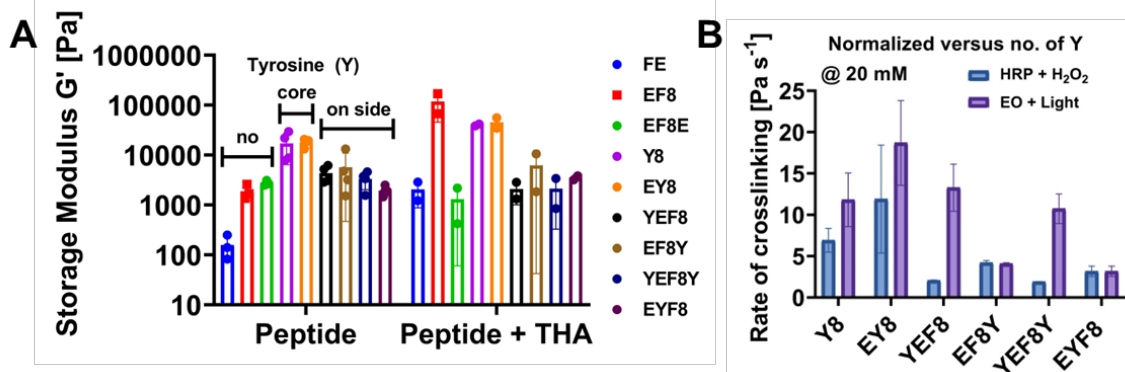 A
Storage Modulus G' [Pa]
1000000
100000
10000
1000
100
10
Tyrosine (Y)
core
no
on side
Peptide
Peptide + THA
FE
EF8
EF8E
Y8
EY8
YEF8
EF8Y
YEF8Y
EYF8
B
Rate of crosslinking [Pa s⁻¹]
Normalized versus no. of Y
@ 20 mM
HRP + H₂O₂
EO + Light
25
20
15
10
5
0
Y8
EY8
YEF8
EF8Y
YEF8Y
EYF8